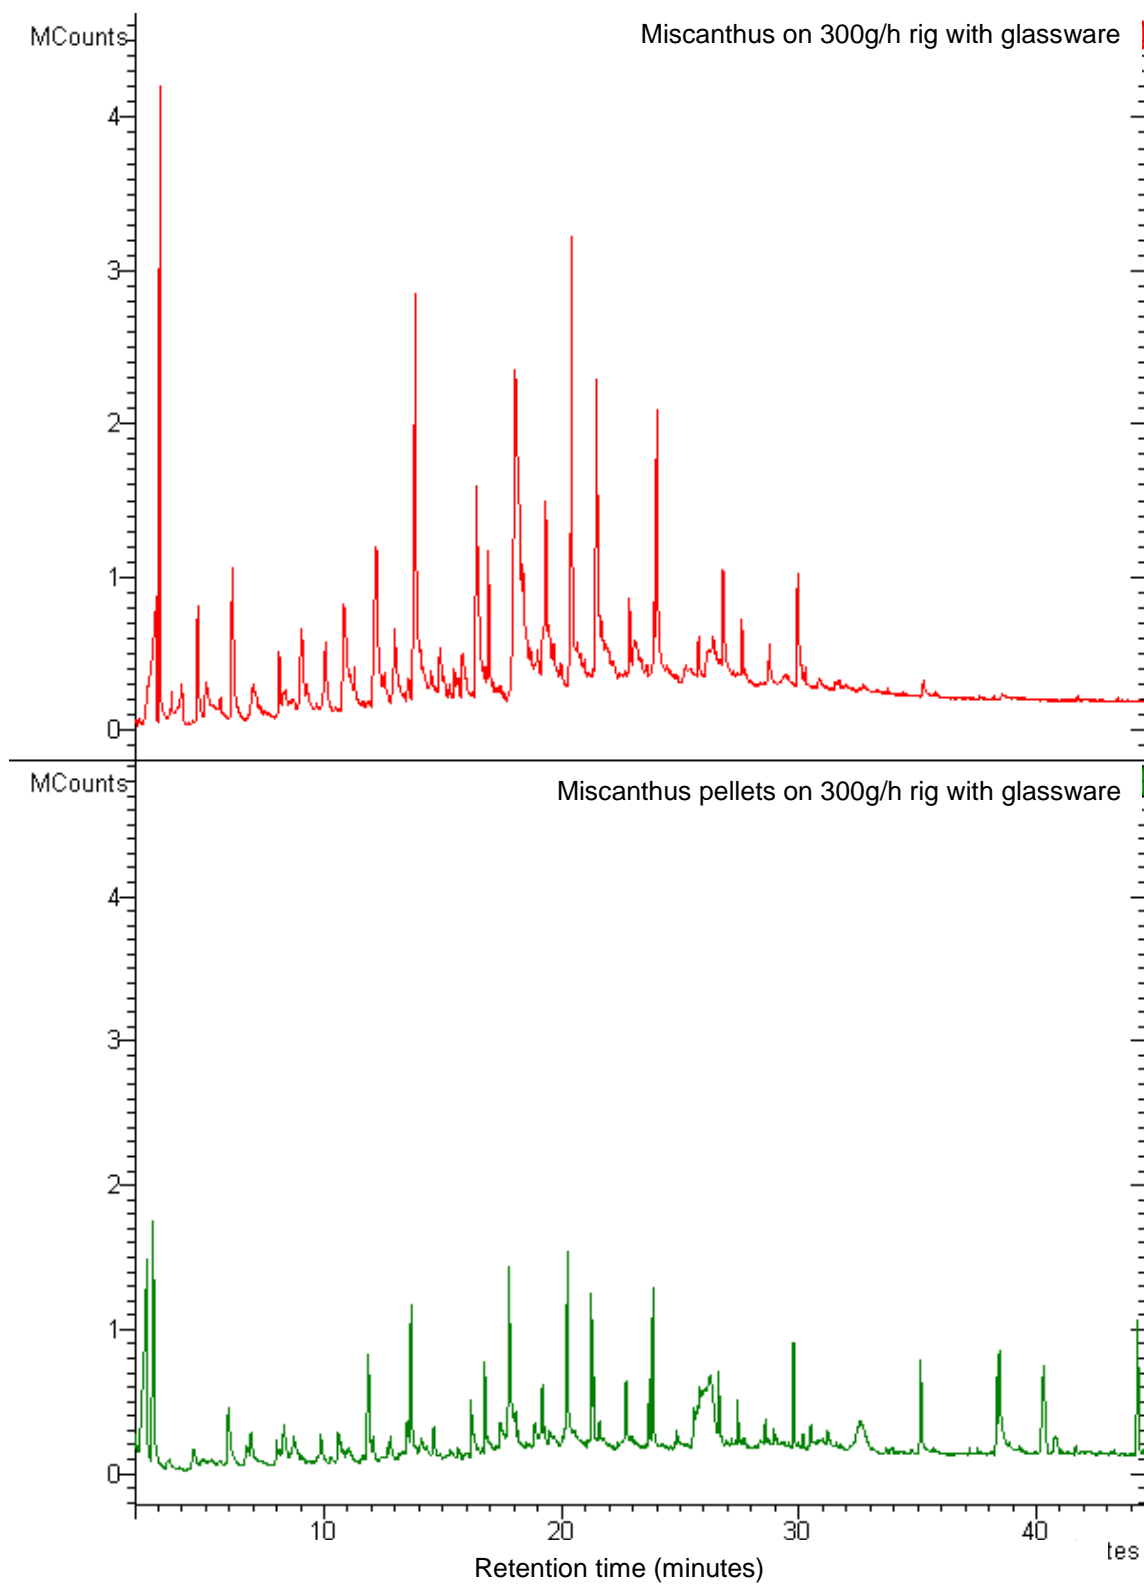 MCounts
Miscanthus on 300g/h rig with glassware
4
3
2
1
0
MCounts
Miscanthus pellets on 300g/h rig with glassware
4
3
2
1
0
10 20 30 40
tes
Retention time (minutes)